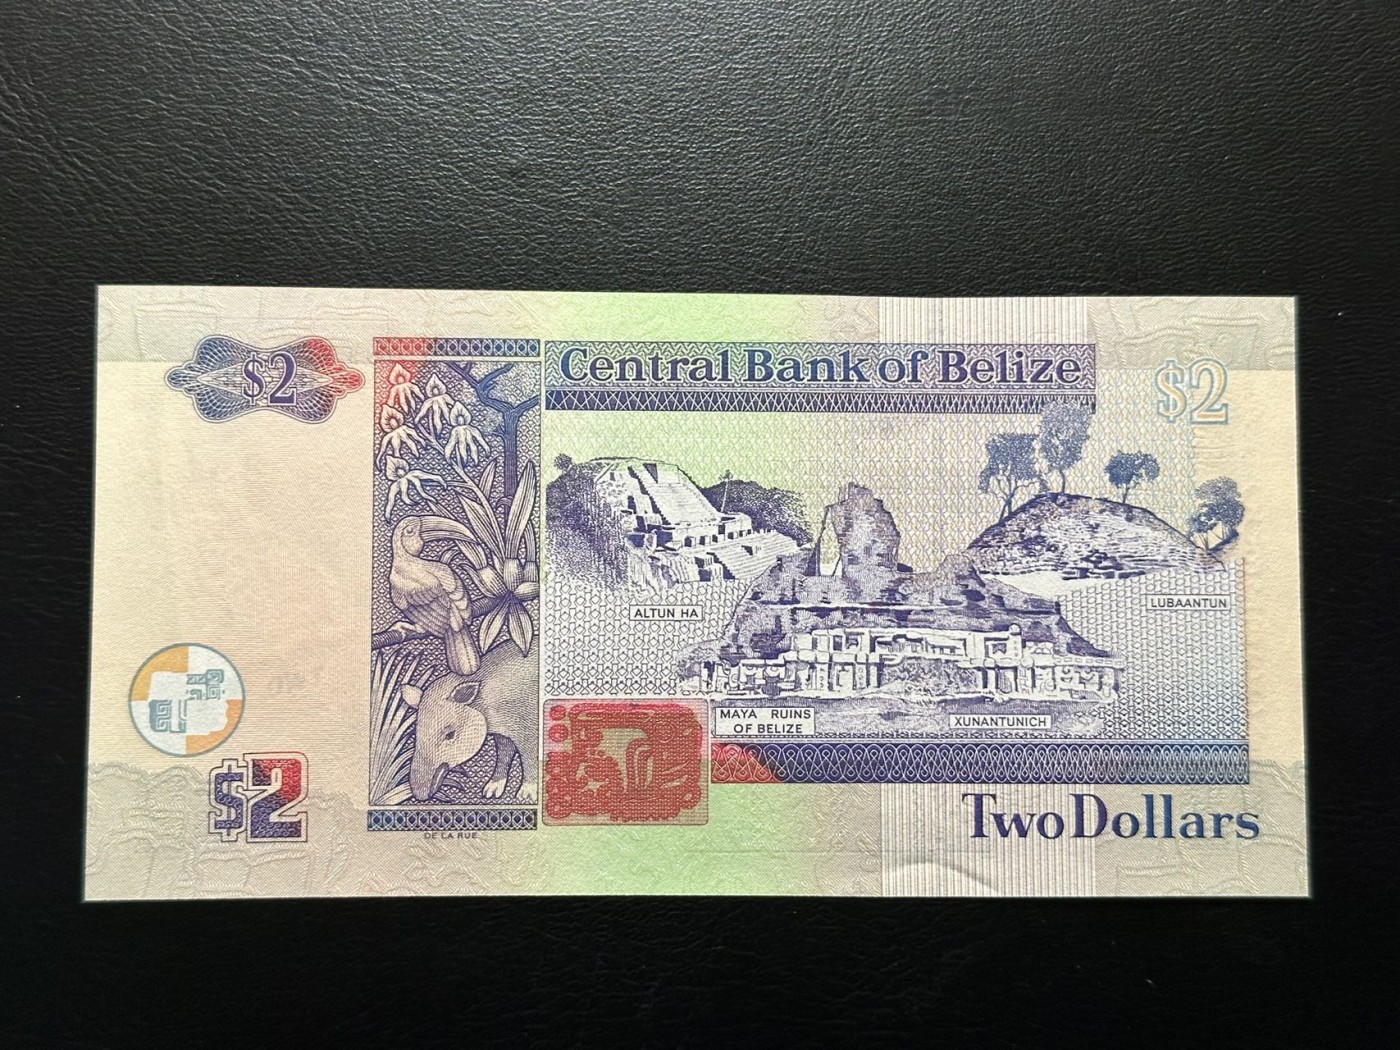 $2
Central Bank of Belize
$2
ALTUN HA
LUBAANTUN
MAYA RUINS
OF BELIZE
XUNANTUNICH
$2
Two Dollars
DE LA RUE